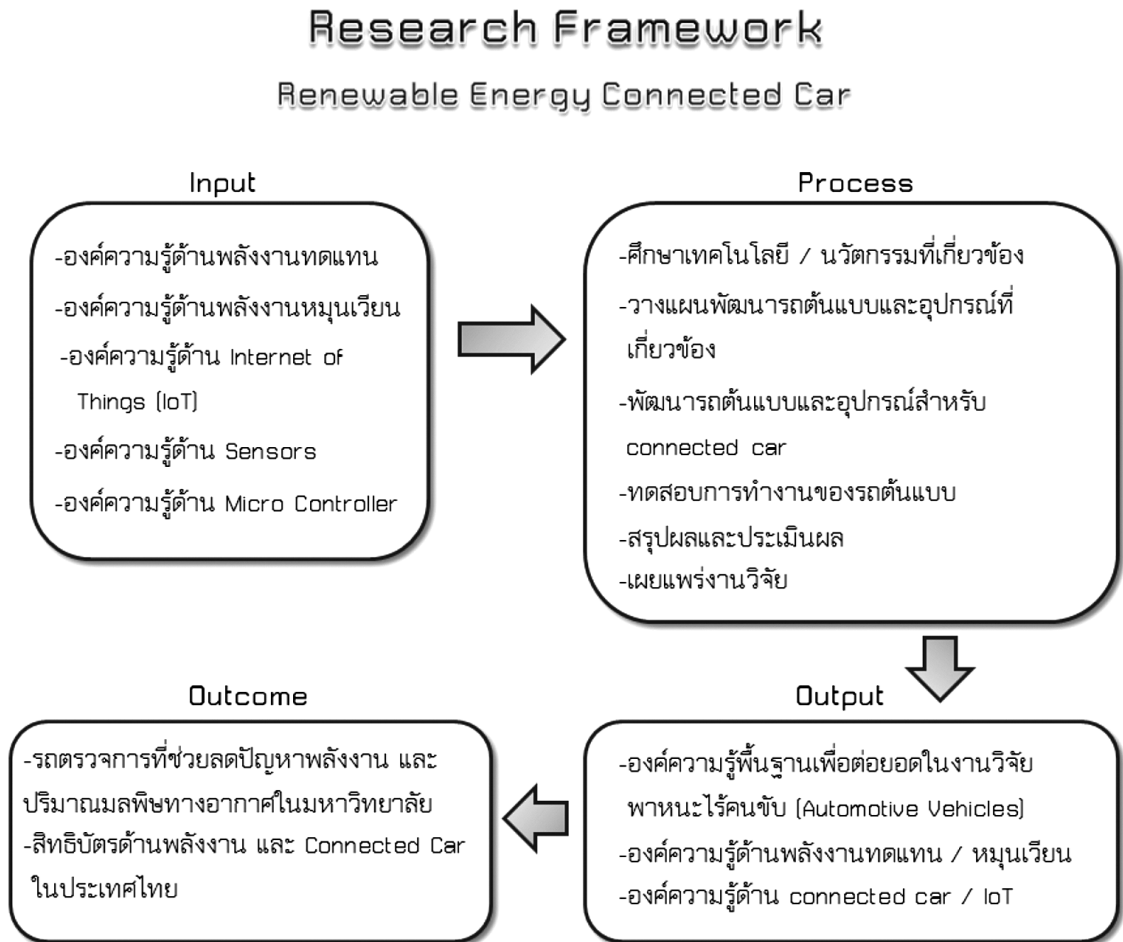 Research Framework
Renewable Energy Connected Car
Input
-องค์ความรู้ด้านพลังงานทดแทน
-องค์ความรู้ด้านพลังงานหมุนเวียน
-องค์ความรู้ด้าน Internet of
Things (IoT)
-องค์ความรู้ด้าน Sensors
-องค์ความรู้ด้าน Micro Controller
Process
-ศึกษาเทคโนโลยี / นวัตกรรมที่เกี่ยวข้อง
-วางแผนพัฒนารถต้นแบบและอุปกรณ์ที่
เกี่ยวข้อง
-พัฒนารถต้นแบบและอุปกรณ์สำหรับ
connected car
-ทดสอบการทำงานของรถต้นแบบ
-สรุปผลและประเมินผล
-เผยแพร่งานวิจัย
Output
-องค์ความรู้พื้นฐานเพื่อต่อยอดในงานวิจัย
พาหนะไร้คนขับ (Automotive Vehicles)
-องค์ความรู้ด้านพลังงานทดแทน / หมุนเวียน
-องค์ความรู้ด้าน connected car / IoT
Outcome
-รถตรวจการที่ช่วยลดปัญหาพลังงาน และ
ปริมาณมลพิษทางอากาศในมหาวิทยาลัย
-สิทธิบัตรด้านพลังงาน และ Connected Car
ในประเทศไทย